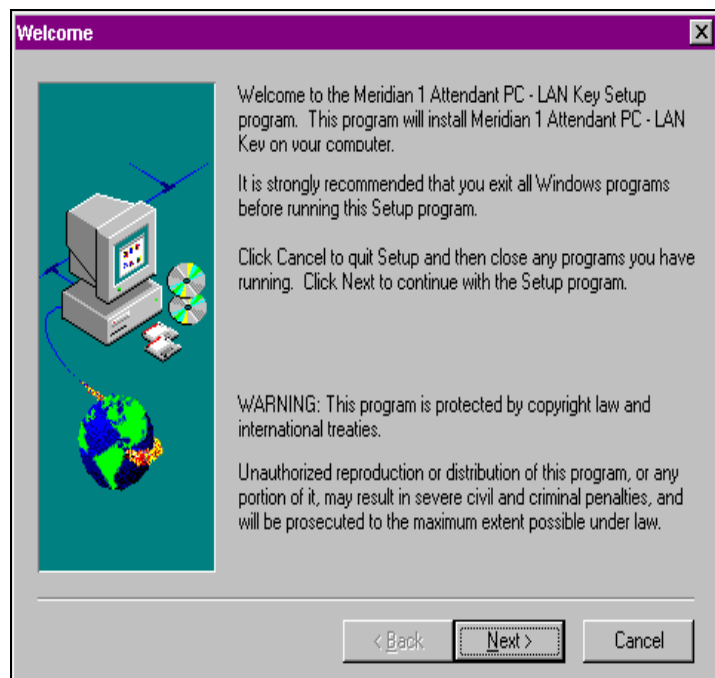 Welcome
Welcome to the Meridian 1 Attendant PC - LAN Key Setup
program. This program will install Meridian 1 Attendant PC - LAN
Key on your computer.
It is strongly recommended that you exit all Windows programs
before running this Setup program.
Click Cancel to quit Setup and then close any programs you have
running. Click Next to continue with the Setup program.
WARNING: This program is protected by copyright law and
international treaties.
Unauthorized reproduction or distribution of this program, or any
portion of it, may result in severe civil and criminal penalties, and
will be prosecuted to the maximum extent possible under law.
< Back Next > Cancel